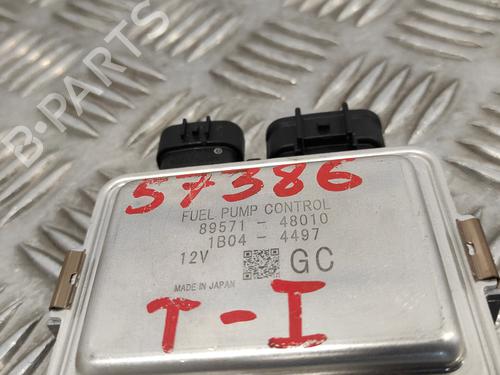 B-PARTS
57386
FUEL PUMP CONTROL
89571 - 48010
1B04 - 4497
12V GC
MADE IN JAPAN
T-I